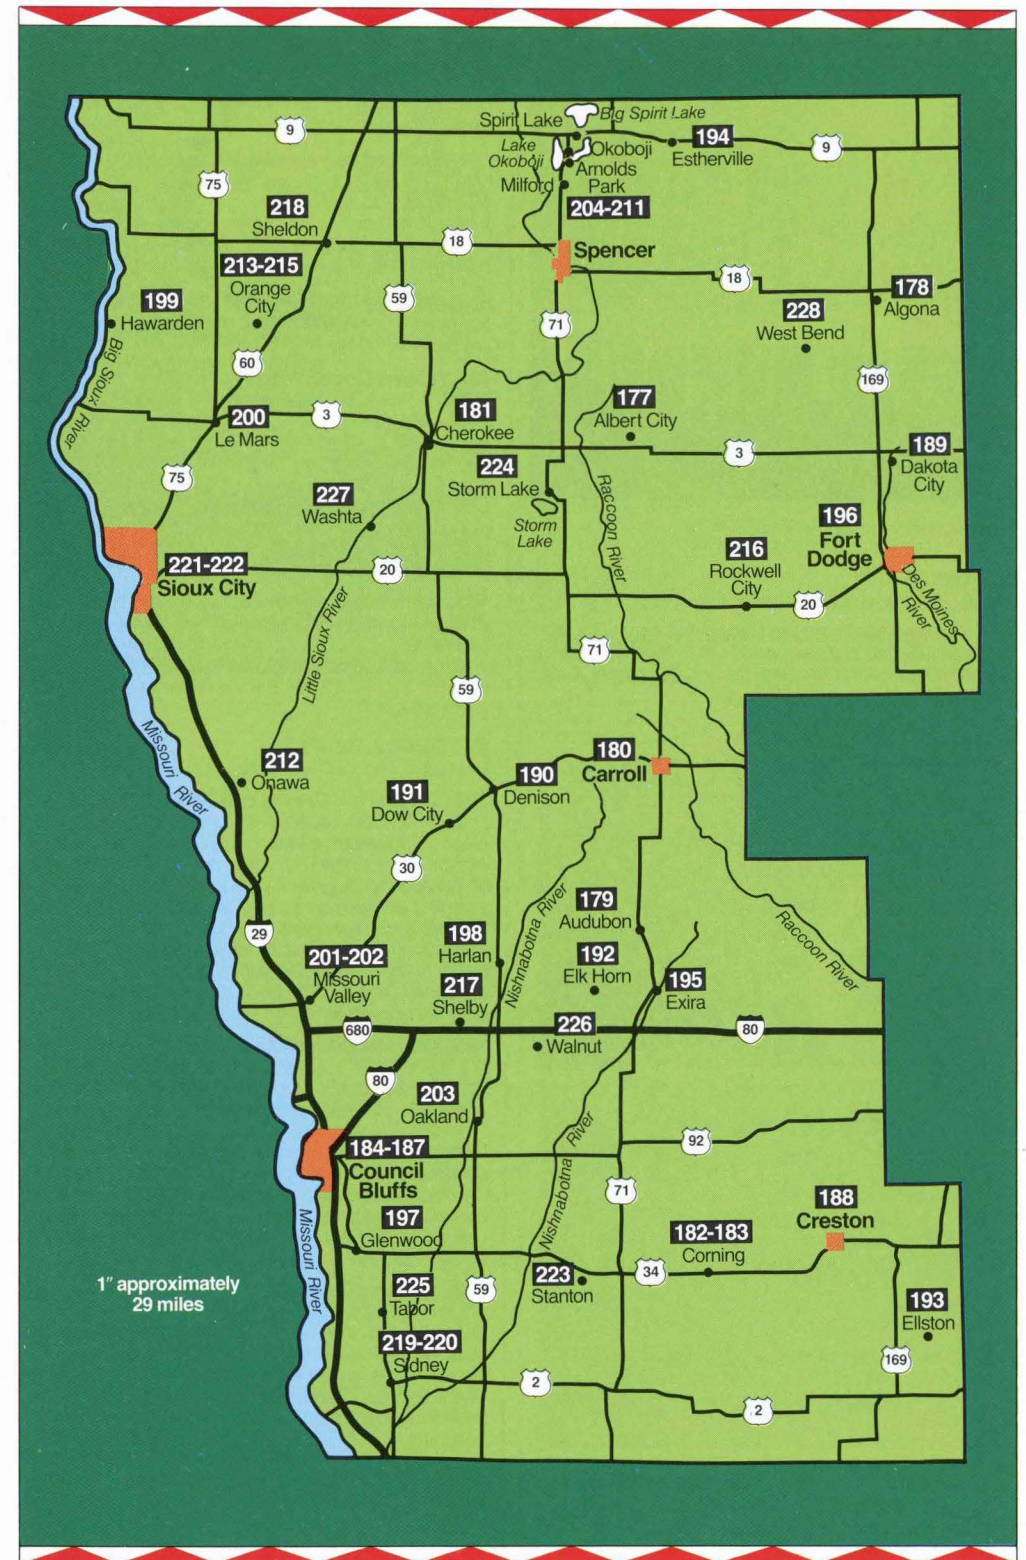 Spirit Lake
Big Spirit Lake
9
194
Estherville
9
Lake
Okoboji
Okoboji
Arnolds
Park
Milford
204-211
75
218
Sheldon
18
Spencer
213-215
Orange
City
59
18
178
Algona
199
Hawarden
228
West Bend
71
Big Sioux River
60
169
177
Albert City
200
Le Mars
3
181
Cherokee
3
189
Dakota
City
75
224
Storm Lake
Storm
Lake
Raccoon River
227
Washta
196
Fort
Dodge
221-222
Sioux City
20
216
Rockwell
City
20
Des Moines
River
Little Sioux River
71
59
Missouri River
212
Onawa
180
Carroll
190
Denison
191
Dow City
30
Nishnabotna River
179
Audubon
Raccoon River
29
198
Harlan
201-202
Missouri
Valley
192
Elk Horn
195
Exira
217
Shelby
680
226
Walnut
80
80
203
Oakland
Nishnabotna River
92
184-187
Council
Bluffs
71
188
Creston
197
Glenwood
Missouri River
182-183
Corning
34
223
Stanton
59
225
Tabor
193
Ellston
1" approximately
29 miles
219-220
Sidney
169
2
2